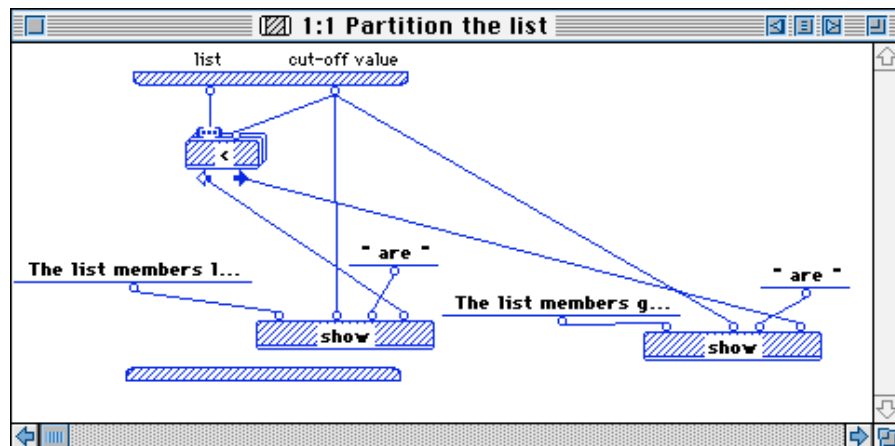 1:1 Partition the list
list cut-off value
<
" are "
The list members l...
" are "
The list members g...
show
show